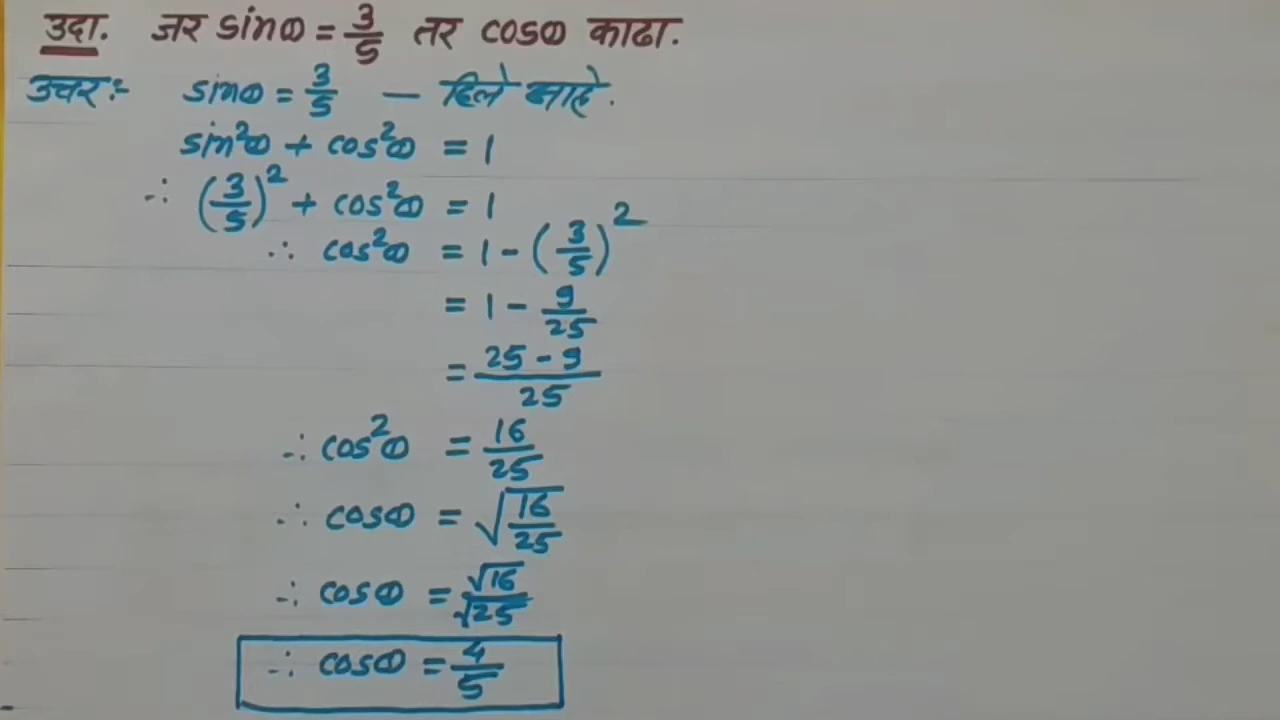 उदा. जर sinθ = 3/5 तर cosθ काढा.
उत्तर:- sinθ = 3/5 — दिले आहे.
sin²θ + cos²θ = 1
∴ (3/5)² + cos²θ = 1
∴ cos²θ = 1 - (3/5)²
= 1 - 9/25
= 25 - 9/25
∴ cos²θ = 16/25
∴ cosθ = √16/25
∴ cosθ = √16/√25
∴ cosθ = 4/5